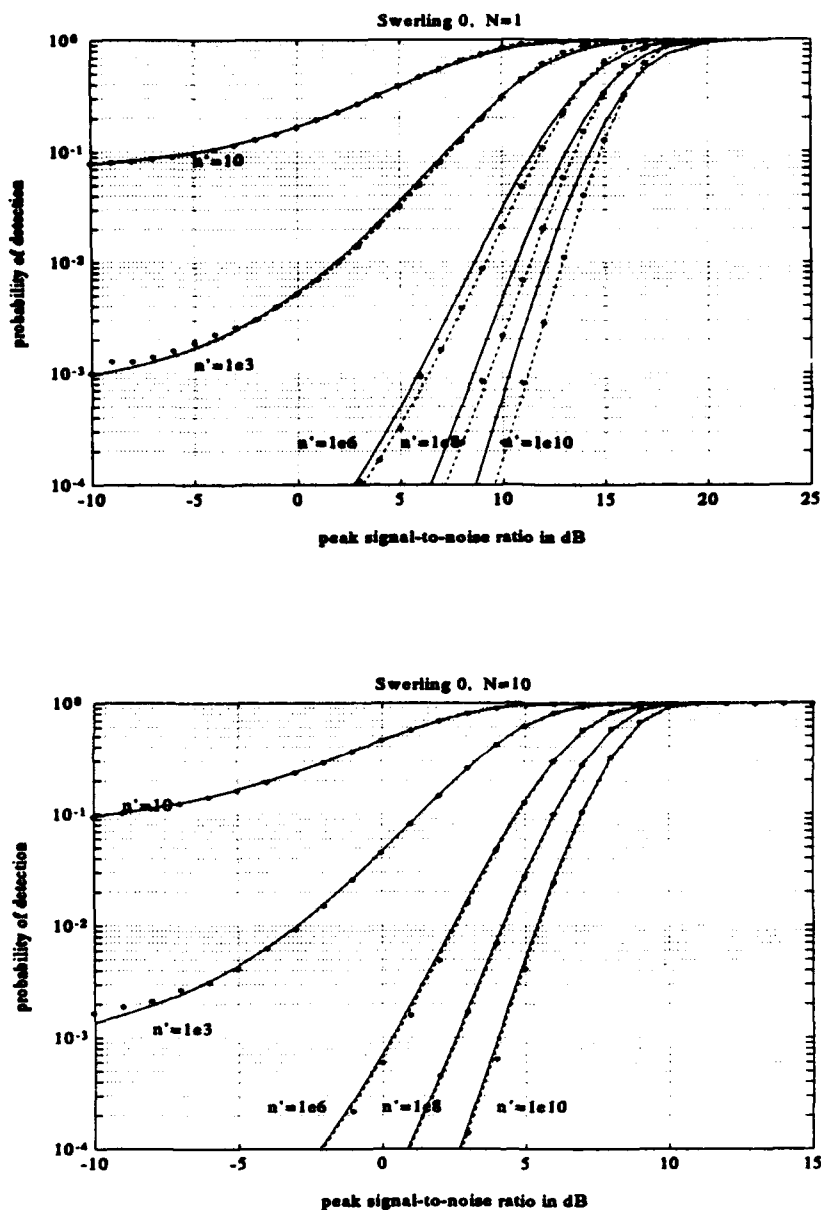 Swerling 0, N=1
10⁰
10⁻¹
10⁻²
10⁻³
10⁻⁴
probability of detection
n'=10
n'=1e3
n'=1e6
n'=1e8
n'=1e10
-10 -5 0 5 10 15 20 25
peak signal-to-noise ratio in dB
Swerling 0, N=10
10⁰
10⁻¹
10⁻²
10⁻³
10⁻⁴
probability of detection
n'=10
n'=1e3
n'=1e6
n'=1e8
n'=1e10
-10 -5 0 5 10 15
peak signal-to-noise ratio in dB